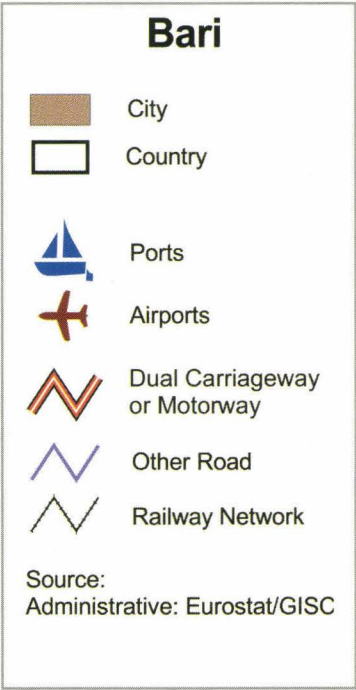 Bari
City
Country
Ports
Airports
Dual Carriageway
or Motorway
Other Road
Railway Network
Source:
Administrative: Eurostat/GISC